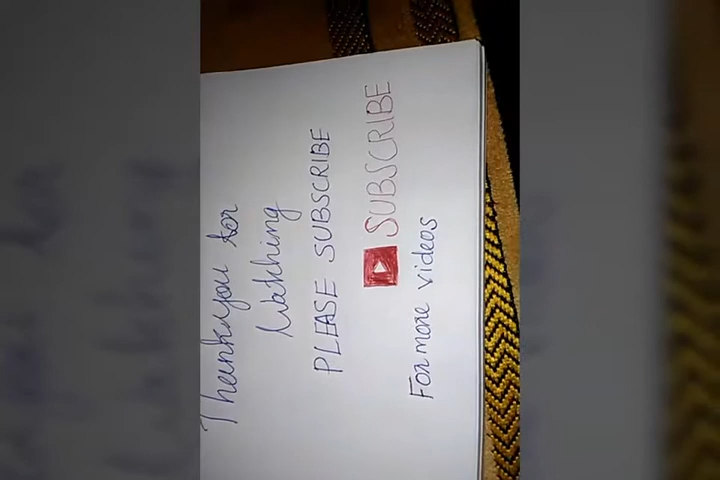 Thankyou for
Watching
PLEASE SUBSCRIBE
SUBSCRIBE
For more videos